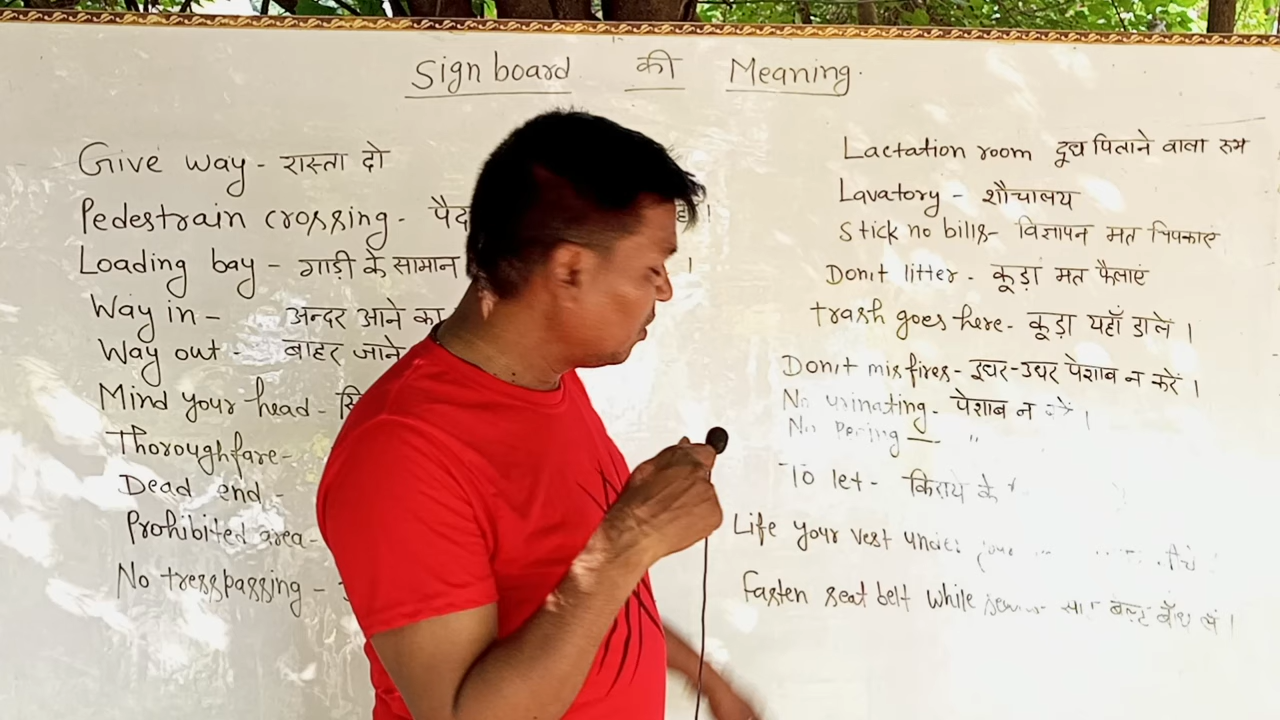 Sign board की Meaning.
Give way - रास्ता दो
Pedestrain crossing -
Loading bay - गाड़ी के सामान
Way in - अन्दर आने का
Way out - बाहर जाने
Mind your head -
Thoroughfare -
Dead end -
Prohibited area -
No tresspassing -
Lactation room दूध पिलाने वाला रूम
Lavatory - शौचालय
Stick no bills - विज्ञापन मत चिपकाएं
Don't litter - कूड़ा मत फैलाएं
trash goes here - कूड़ा यहाँ डालें ।
Don't misfires - इधर-उधर पेशाब न करें ।
No urinating - पेशाब न करें ।
No Peeing — "
To let - किराये के
Life your vest under your
Fasten seat belt while बेल्ट बाँध लें ।